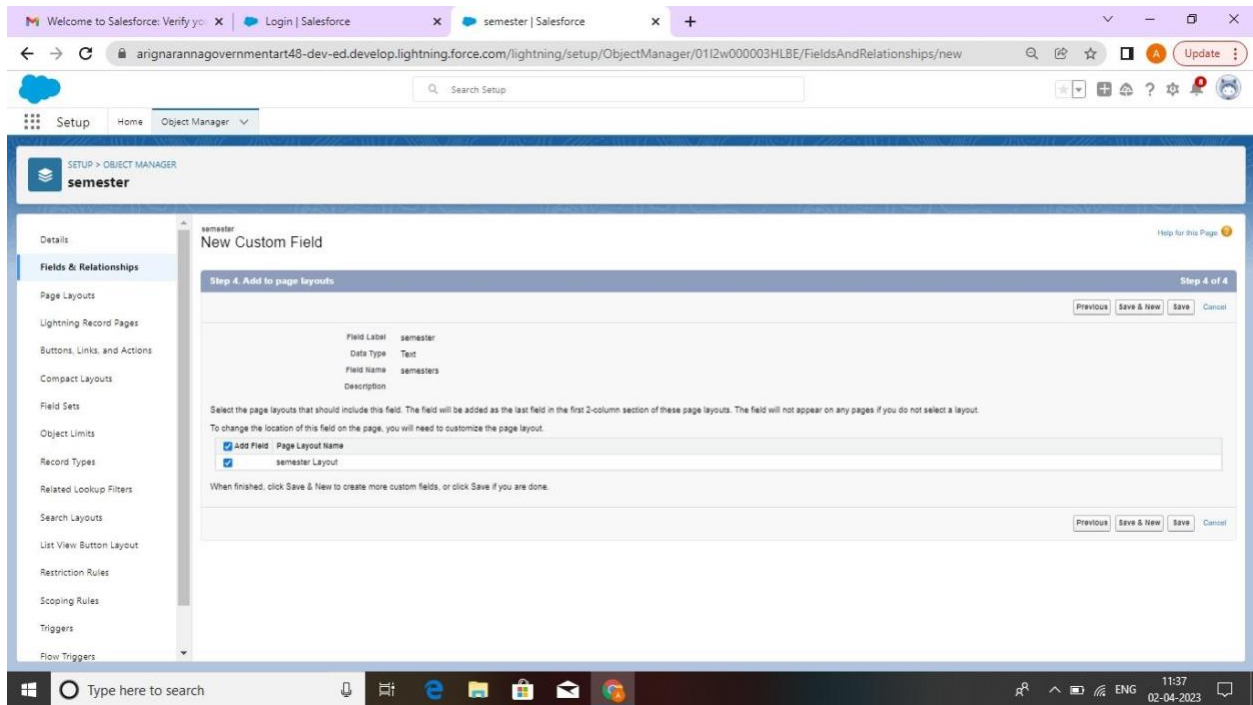 Welcome to Salesforce: Verify yo
Login | Salesforce
semester | Salesforce
arignarannagovernmentart48-dev-ed.develop.lightning.force.com/lightning/setup/ObjectManager/01I2w000003HLBE/FieldsAndRelationships/new
A
Update
Search Setup
Setup
Home
Object Manager
SETUP > OBJECT MANAGER
semester
Details
Fields & Relationships
Page Layouts
Lightning Record Pages
Buttons, Links, and Actions
Compact Layouts
Field Sets
Object Limits
Record Types
Related Lookup Filters
Search Layouts
List View Button Layout
Restriction Rules
Scoping Rules
Triggers
Flow Triggers
semester
New Custom Field
Help for this Page
Step 4. Add to page layouts
Step 4 of 4
Previous Save & New Save Cancel
Field Label semester
Data Type Text
Field Name semesters
Description
Select the page layouts that should include this field. The field will be added as the last field in the first 2-column section of these page layouts. The field will not appear on any pages if you do not select a layout.
To change the location of this field on the page, you will need to customize the page layout.
Add Field Page Layout Name
semester Layout
When finished, click Save & New to create more custom fields, or click Save if you are done.
Previous Save & New Save Cancel
Type here to search
ENG
11:37
02-04-2023